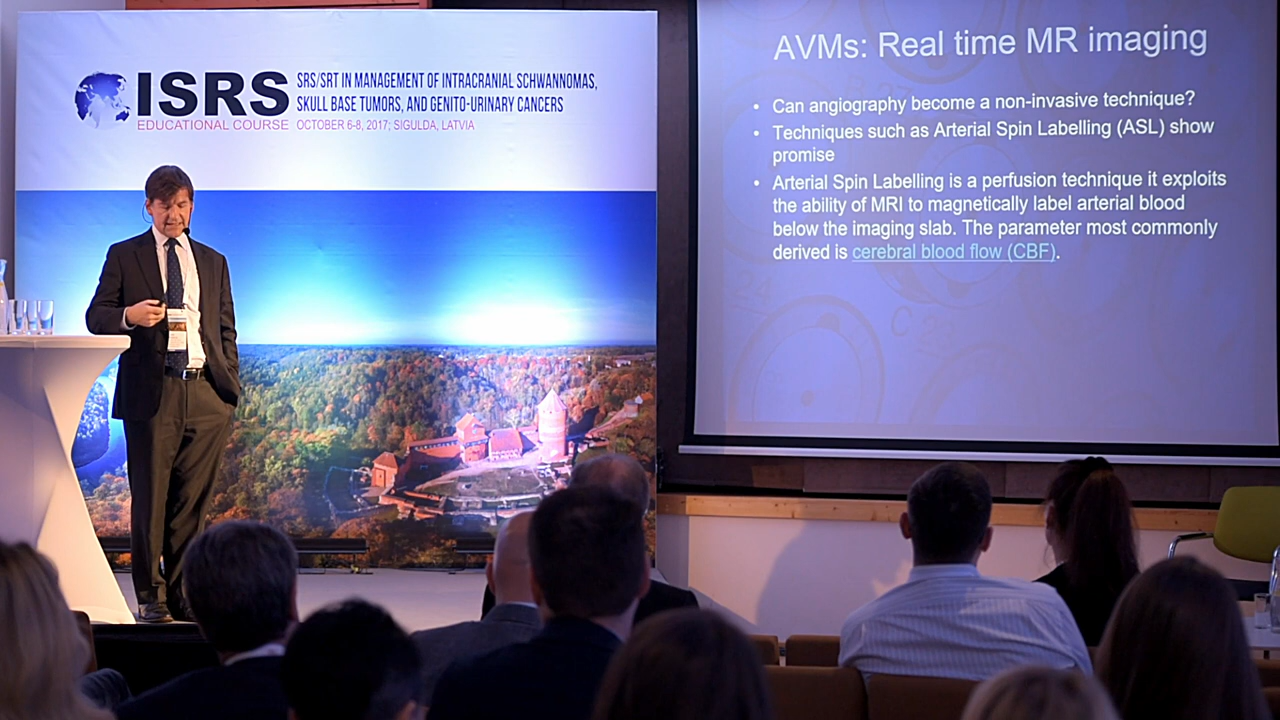 ISRS
EDUCATIONAL COURSE
SRS/SRT IN MANAGEMENT OF INTRACRANIAL SCHWANNOMAS,
SKULL BASE TUMORS, AND GENITO-URINARY CANCERS
OCTOBER 6-8, 2017; SIGULDA, LATVIA
AVMs: Real time MR imaging
• Can angiography become a non-invasive technique?
• Techniques such as Arterial Spin Labelling (ASL) show
promise
• Arterial Spin Labelling is a perfusion technique it exploits
the ability of MRI to magnetically label arterial blood
below the imaging slab. The parameter most commonly
derived is cerebral blood flow (CBF).